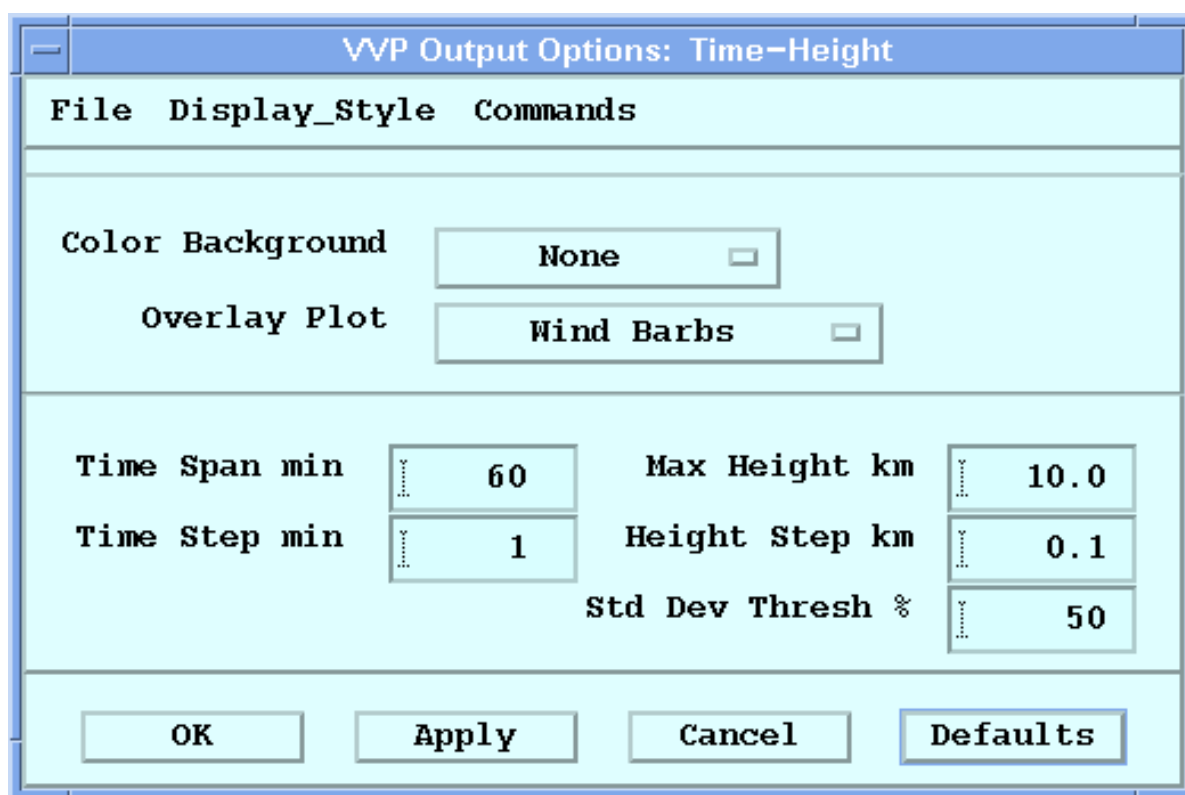 VVP Output Options: Time-Height
File Display_Style Commands
Color Background None
Overlay Plot Wind Barbs
Time Span min 60 Max Height km 10.0
Time Step min 1 Height Step km 0.1
Std Dev Thresh % 50
OK Apply Cancel Defaults